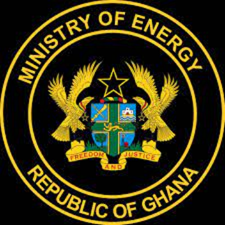 MINISTRY OF ENERGY
FREEDOM AND JUSTICE
REPUBLIC OF GHANA